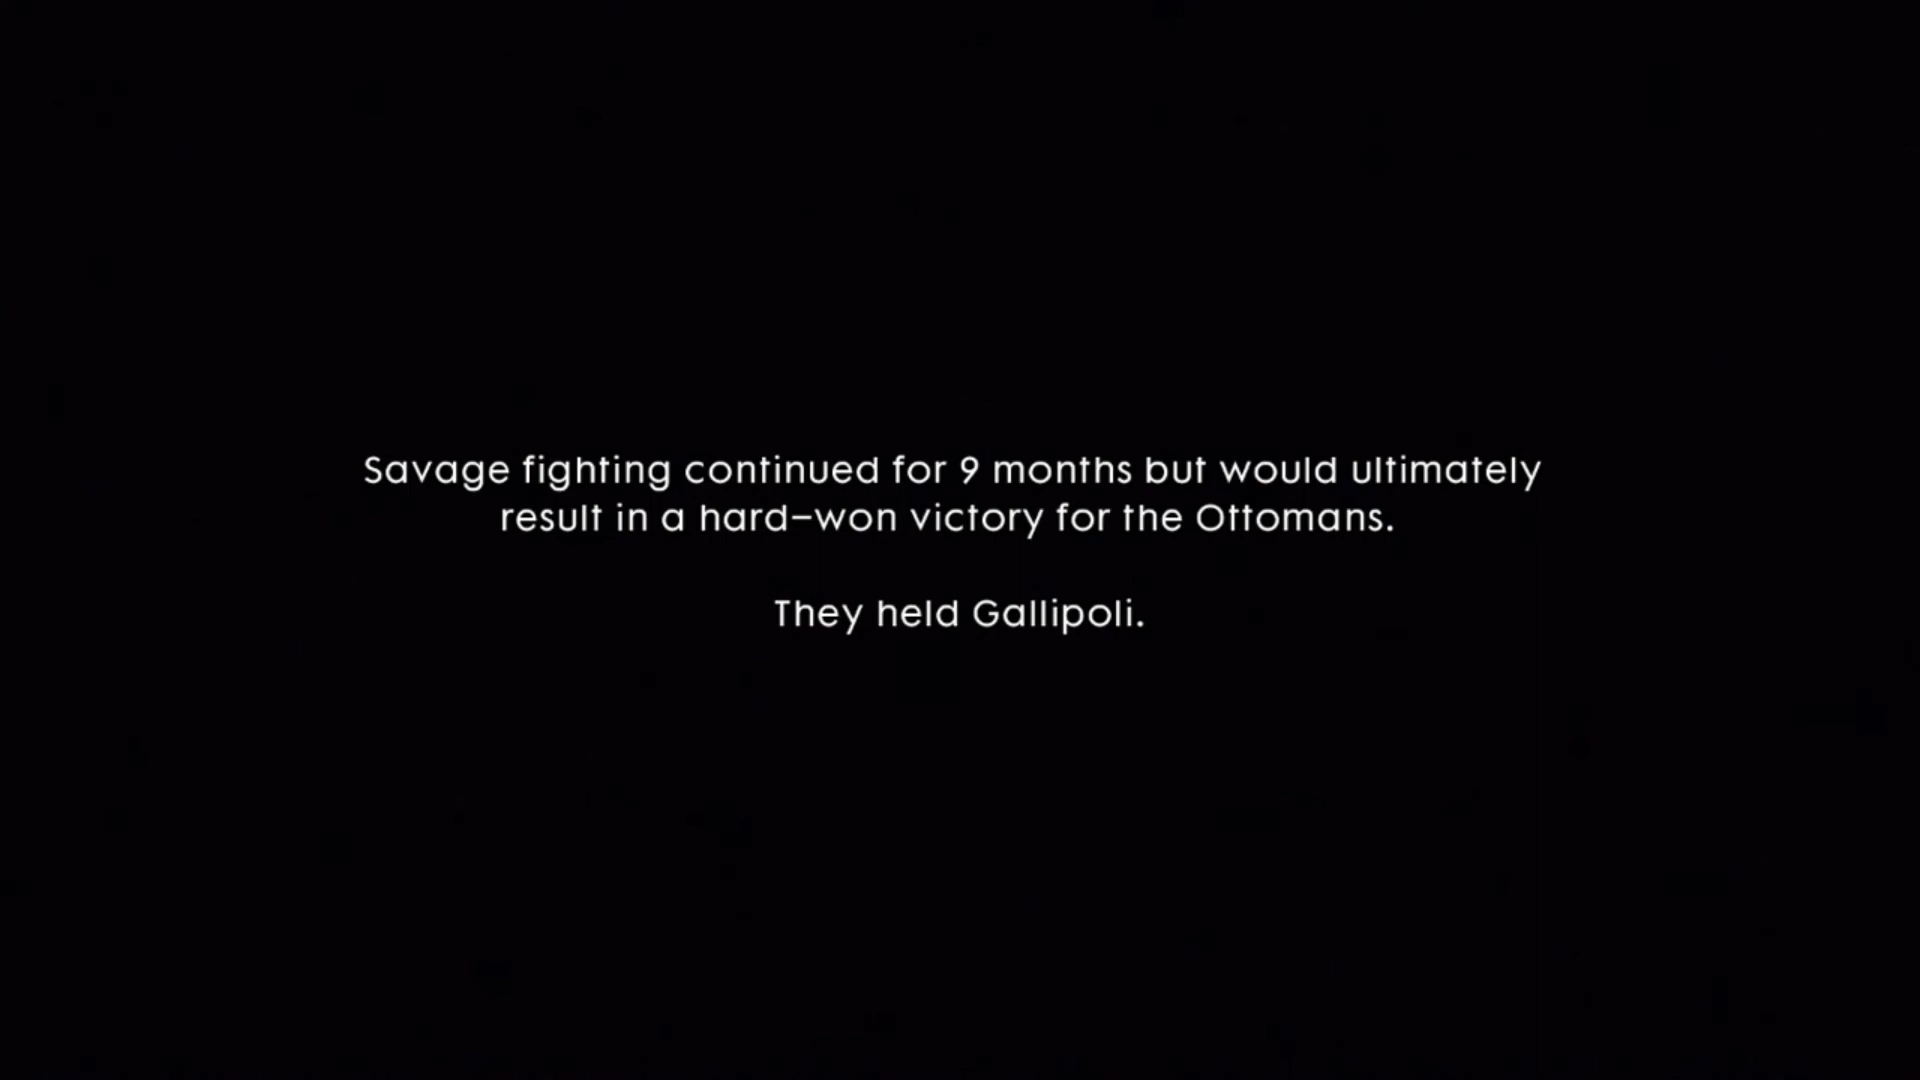 Savage fighting continued for 9 months but would ultimately
result in a hard–won victory for the Ottomans.
They held Gallipoli.